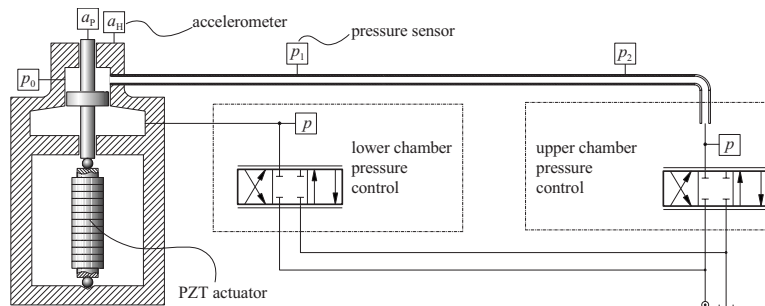 a_P
a_H
accelerometer
pressure sensor
p_0
p_1
p_2
p
lower chamber
pressure
control
upper chamber
pressure
control
p
PZT actuator